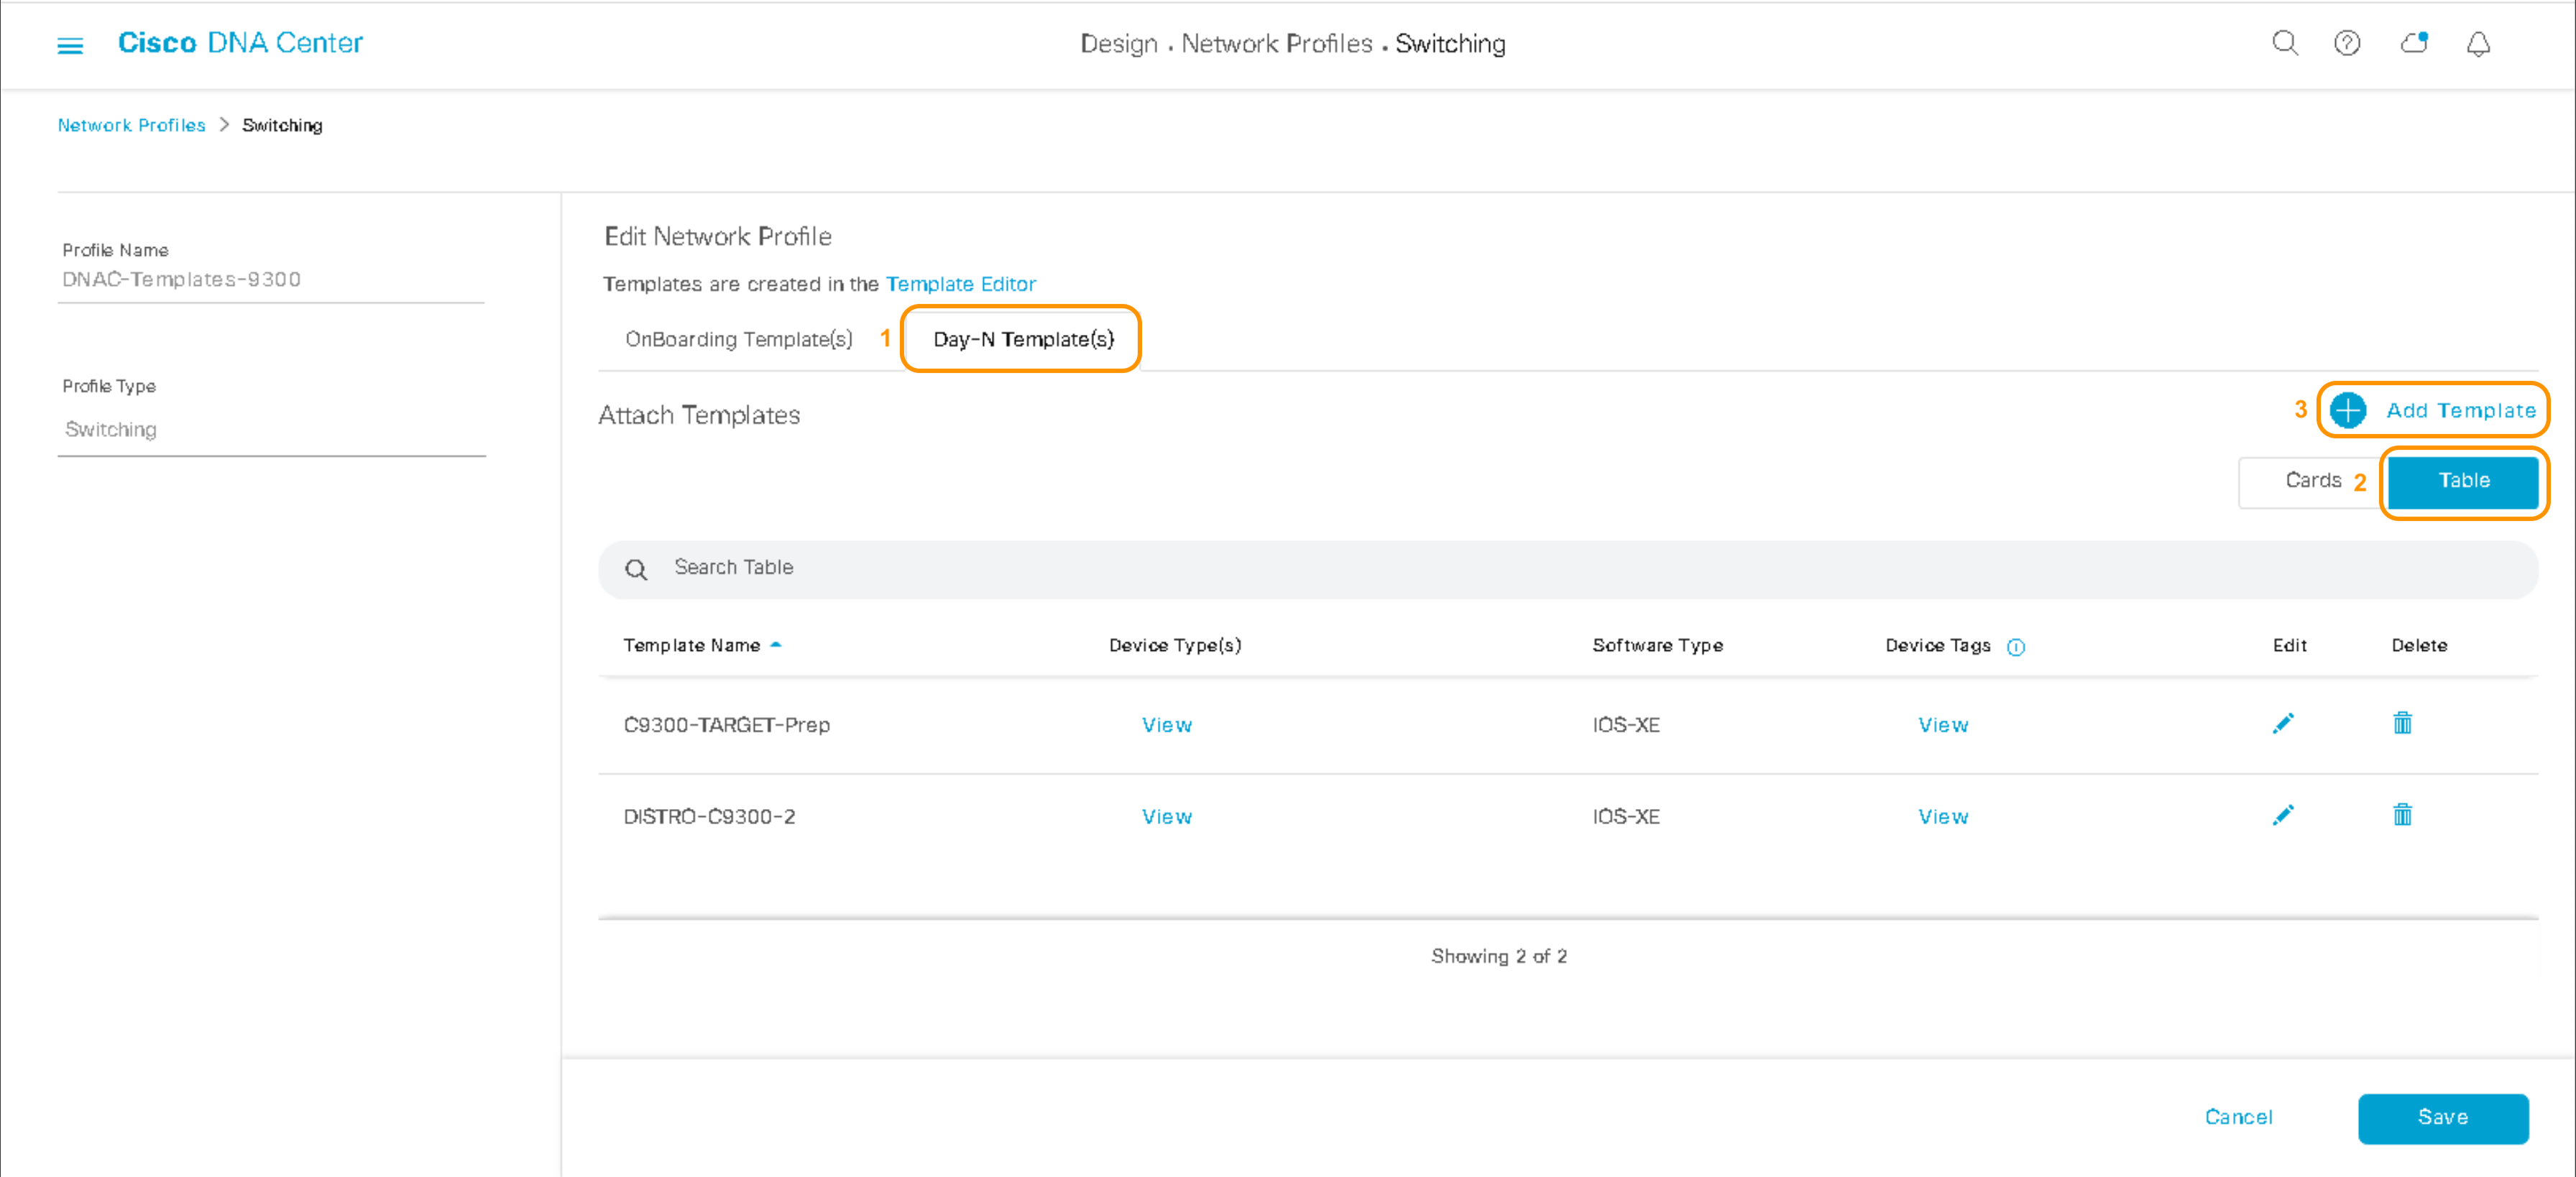 Cisco DNA Center
Design • Network Profiles • Switching
Network Profiles > Switching
Profile Name
DNAC-Templates-9300
Profile Type
Switching
Edit Network Profile
Templates are created in the Template Editor
OnBoarding Template(s) 1 Day-N Template(s)
Attach Templates
3 Add Template
Cards 2 Table
Search Table
Template Name Device Type(s) Software Type Device Tags Edit Delete
C9300-TARGET-Prep View IOS-XE View
DISTRO-C9300-2 View IOS-XE View
Showing 2 of 2
Cancel Save